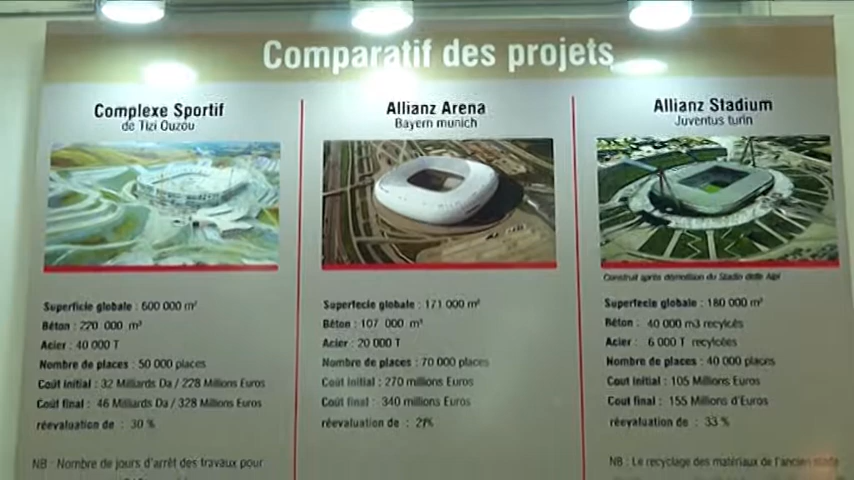 Comparatif des projets
Complexe Sportif
de Tizi Ouzou
Superficie globale : 600 000 m²
Béton : 220 000 m³
Acier : 40 000 T
Nombre de places : 50 000 places
Coût Initial : 32 Milliards Da / 228 Millions Euros
Coût final : 46 Milliards Da / 328 Millions Euros
réevaluation de : 30 %
NB : Nombre de jours d'arrêt des travaux pour
Allianz Arena
Bayern munich
Superfecie globale : 171 000 m²
Béton : 107 000 m³
Acier : 20 000 T
Nombre de places : 70 000 places
Coût Initial : 270 millions Euros
Coût final : 340 millions Euros
réevaluation de : 21%
Allianz Stadium
Juventus turin
Construit après démolition du Stadio delle Alpi
Superfecie globale : 180 000 m²
Béton : 40 000 m3 recyclés
Acier : 6 000 T recyclées
Nombre de places : 40 000 places
Cout Initial : 105 Millions Euros
Cout final : 155 Millions d'Euros
réevaluation de : 33 %
NB : Le recyclage des matériaux de l'ancien stade